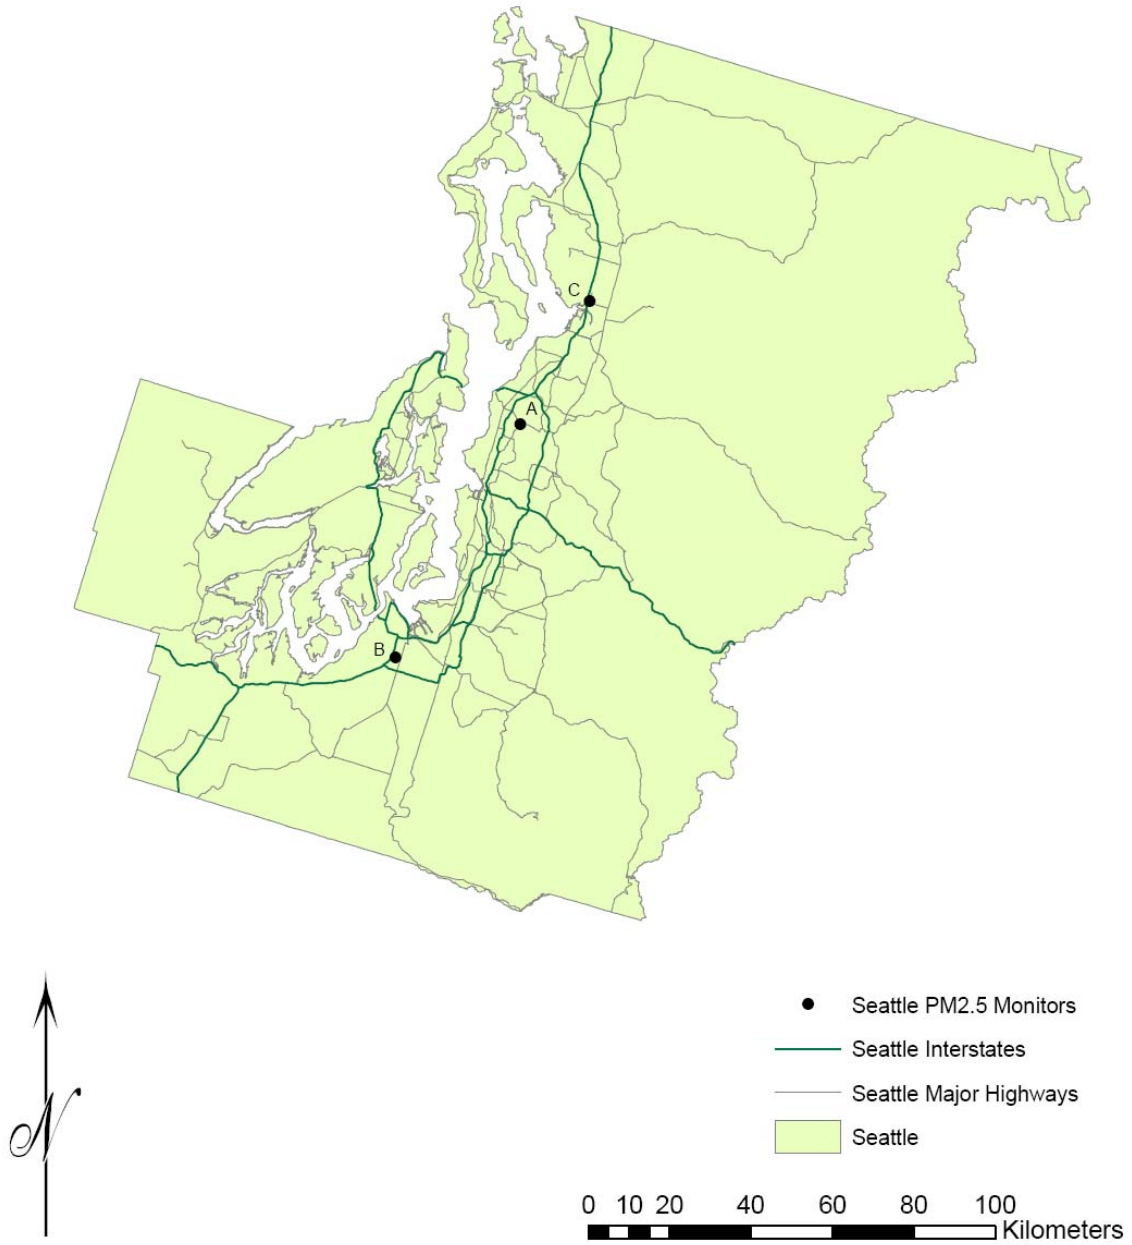 C
A
B
N
Seattle PM2.5 Monitors
Seattle Interstates
Seattle Major Highways
Seattle
0 10 20 40 60 80 100
Kilometers